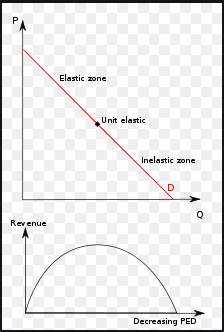 P
Elastic zone
Unit elastic
Inelastic zone
D
Q
Revenue
Decreasing PED